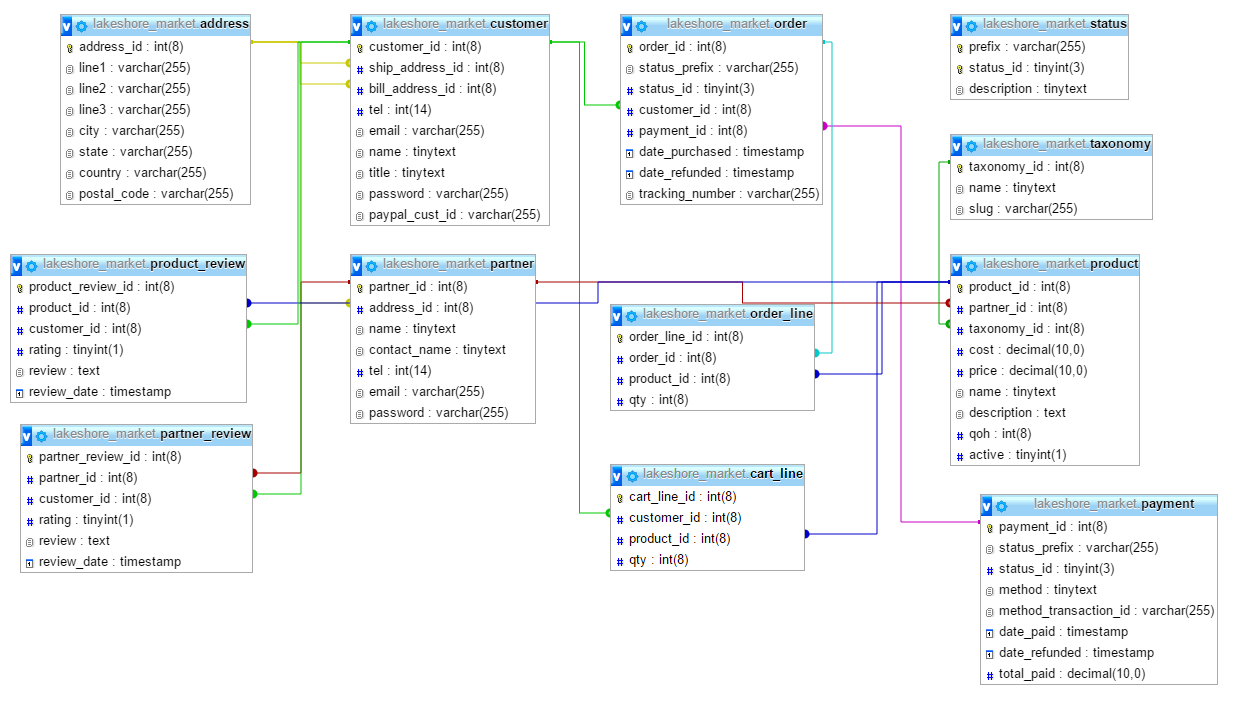 lakeshore_market.address
address_id : int(8)
line1 : varchar(255)
line2 : varchar(255)
line3 : varchar(255)
city : varchar(255)
state : varchar(255)
country : varchar(255)
postal_code : varchar(255)
lakeshore_market.customer
customer_id : int(8)
ship_address_id : int(8)
bill_address_id : int(8)
tel : int(14)
email : varchar(255)
name : tinytext
title : tinytext
password : varchar(255)
paypal_cust_id : varchar(255)
lakeshore_market.order
order_id : int(8)
status_prefix : varchar(255)
status_id : tinyint(3)
customer_id : int(8)
payment_id : int(8)
date_purchased : timestamp
date_refunded : timestamp
tracking_number : varchar(255)
lakeshore_market.status
prefix : varchar(255)
status_id : tinyint(3)
description : tinytext
lakeshore_market.taxonomy
taxonomy_id : int(8)
name : tinytext
slug : varchar(255)
lakeshore_market.product_review
product_review_id : int(8)
product_id : int(8)
customer_id : int(8)
rating : tinyint(1)
review : text
review_date : timestamp
lakeshore_market.partner
partner_id : int(8)
address_id : int(8)
name : tinytext
contact_name : tinytext
tel : int(14)
email : varchar(255)
password : varchar(255)
lakeshore_market.order_line
order_line_id : int(8)
order_id : int(8)
product_id : int(8)
qty : int(8)
lakeshore_market.product
product_id : int(8)
partner_id : int(8)
taxonomy_id : int(8)
cost : decimal(10,0)
price : decimal(10,0)
name : tinytext
description : text
qoh : int(8)
active : tinyint(1)
lakeshore_market.partner_review
partner_review_id : int(8)
partner_id : int(8)
customer_id : int(8)
rating : tinyint(1)
review : text
review_date : timestamp
lakeshore_market.cart_line
cart_line_id : int(8)
customer_id : int(8)
product_id : int(8)
qty : int(8)
lakeshore_market.payment
payment_id : int(8)
status_prefix : varchar(255)
status_id : tinyint(3)
method : tinytext
method_transaction_id : varchar(255)
date_paid : timestamp
date_refunded : timestamp
total_paid : decimal(10,0)